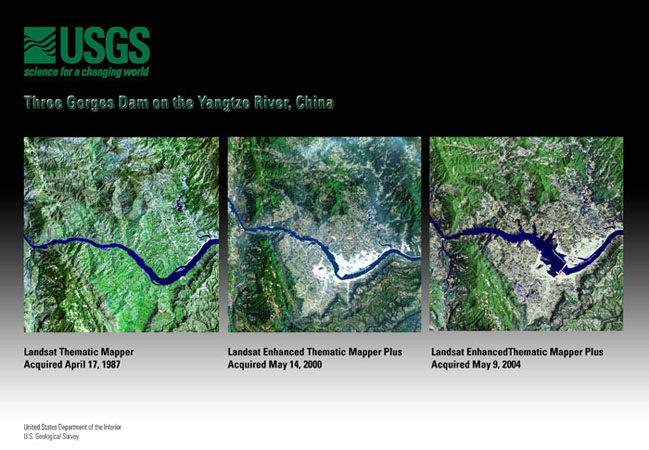 USGS
science for a changing world
Three Gorges Dam on the Yangtze River, China
Landsat Thematic Mapper
Acquired April 17, 1987
Landsat Enhanced Thematic Mapper Plus
Acquired May 14, 2000
Landsat EnhancedThematic Mapper Plus
Acquired May 9, 2004
United States Department of the Interior
U.S. Geological Survey